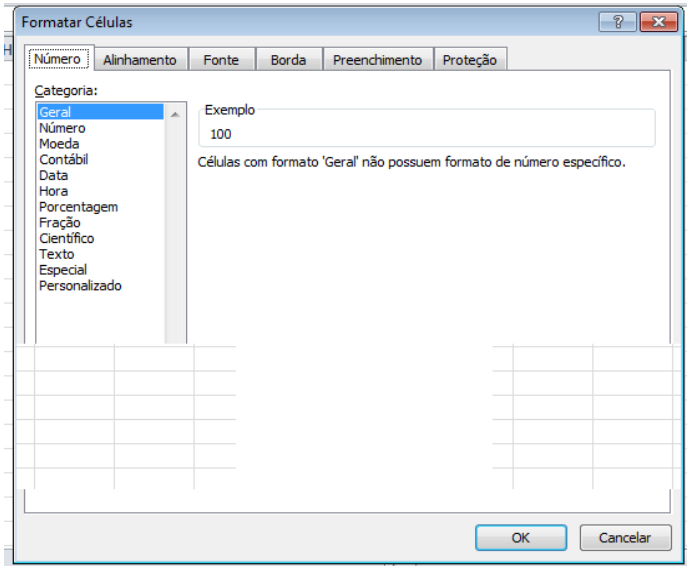 Formatar Células
H
Número Alinhamento Fonte Borda Preenchimento Proteção
Categoria:
Geral
Número
Moeda
Contábil
Data
Hora
Porcentagem
Fração
Científico
Texto
Especial
Personalizado
Exemplo
100
Células com formato 'Geral' não possuem formato de número específico.
OK Cancelar